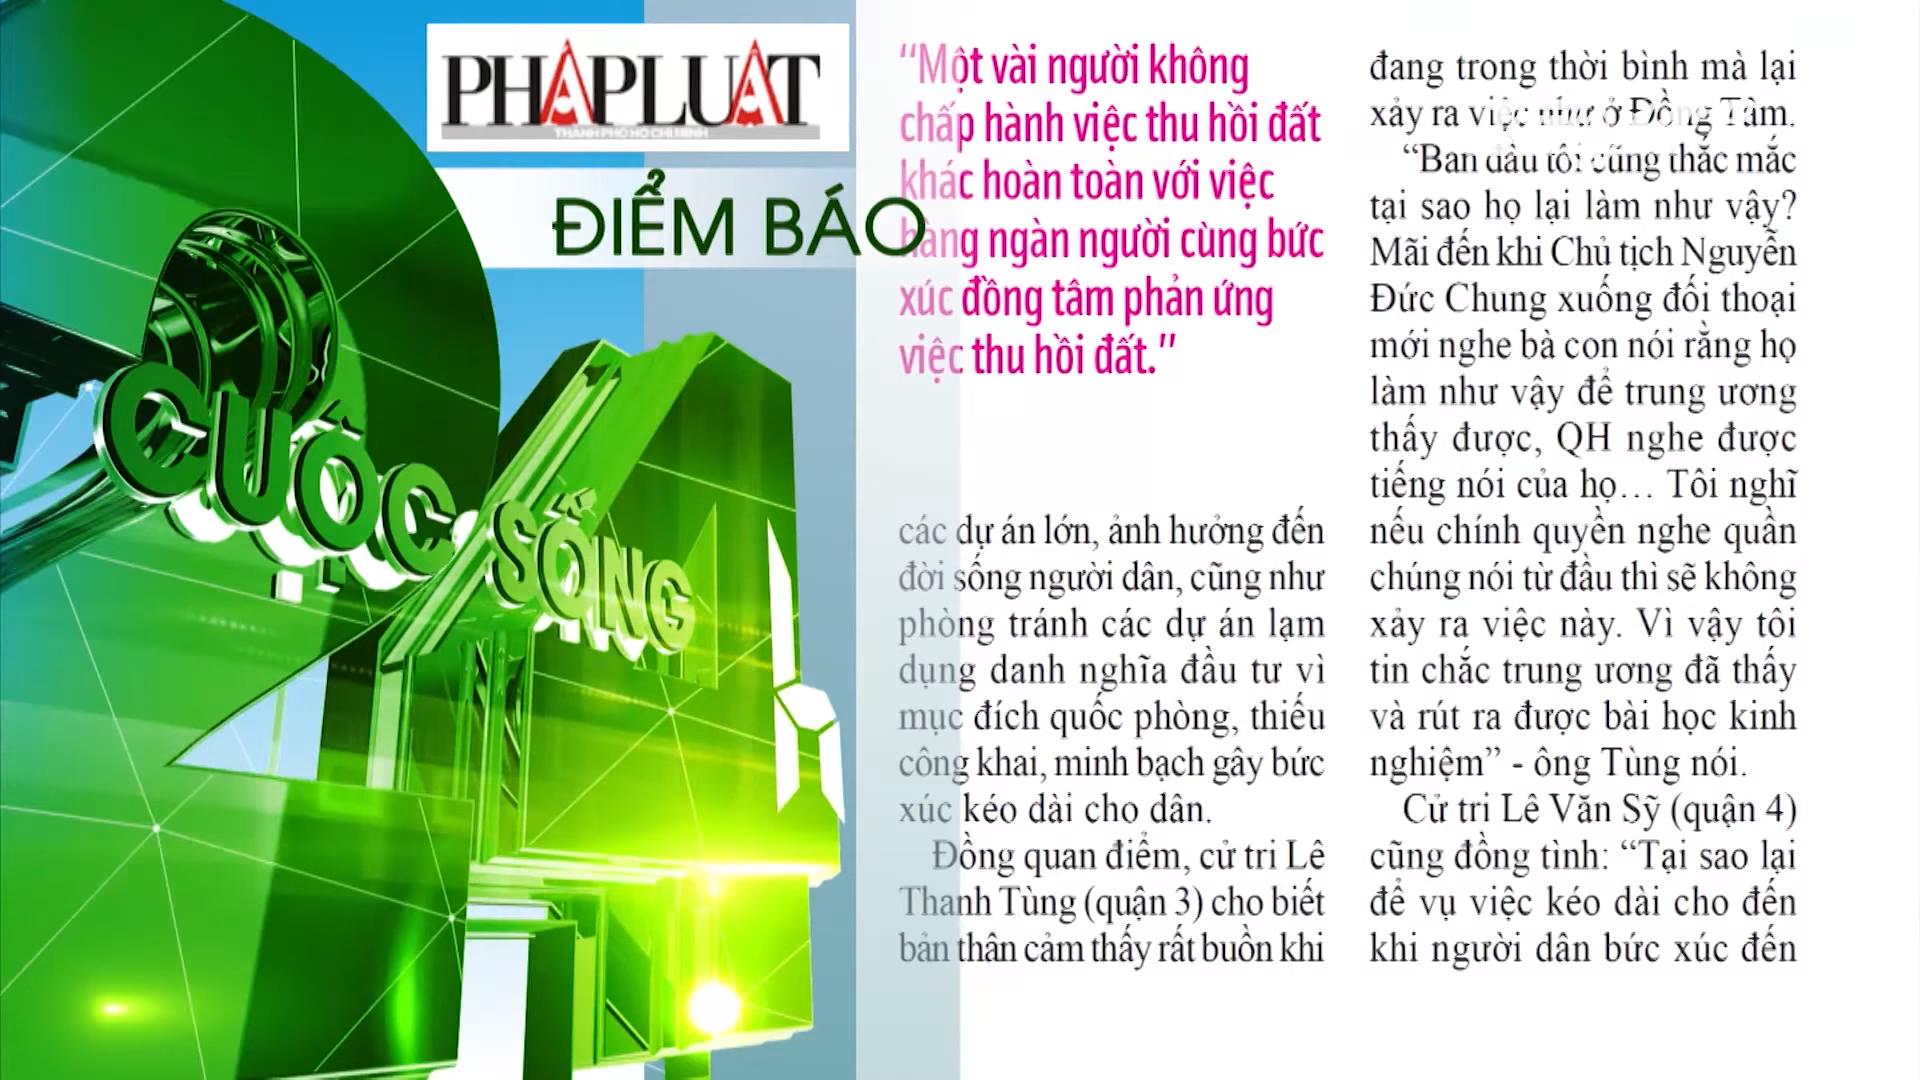 PHÁP LUẬT
THÀNH PHỐ HỒ CHÍ MINH
ĐIỂM BÁO
CUỘC SỐNG
24h
“Một vài người không
chấp hành việc thu hồi đất
khác hoàn toàn với việc
hàng ngàn người cùng bức
xúc đồng tâm phản ứng
việc thu hồi đất.”
các dự án lớn, ảnh hưởng đến
đời sống người dân, cũng như
phòng tránh các dự án lạm
dụng danh nghĩa đầu tư vì
mục đích quốc phòng, thiếu
công khai, minh bạch gây bức
xúc kéo dài cho dân.
Đồng quan điểm, cử tri Lê
Thanh Tùng (quận 3) cho biết
bản thân cảm thấy rất buồn khi
đang trong thời bình mà lại
xảy ra việc như ở Đồng Tâm.
“Ban đầu tôi cũng thắc mắc
tại sao họ lại làm như vậy?
Mãi đến khi Chủ tịch Nguyễn
Đức Chung xuống đối thoại
mới nghe bà con nói rằng họ
làm như vậy để trung ương
thấy được, QH nghe được
tiếng nói của họ… Tôi nghĩ
nếu chính quyền nghe quần
chúng nói từ đầu thì sẽ không
xảy ra việc này. Vì vậy tôi
tin chắc trung ương đã thấy
và rút ra được bài học kinh
nghiệm” - ông Tùng nói.
Cử tri Lê Văn Sỹ (quận 4)
cũng đồng tình: “Tại sao lại
để vụ việc kéo dài cho đến
khi người dân bức xúc đến